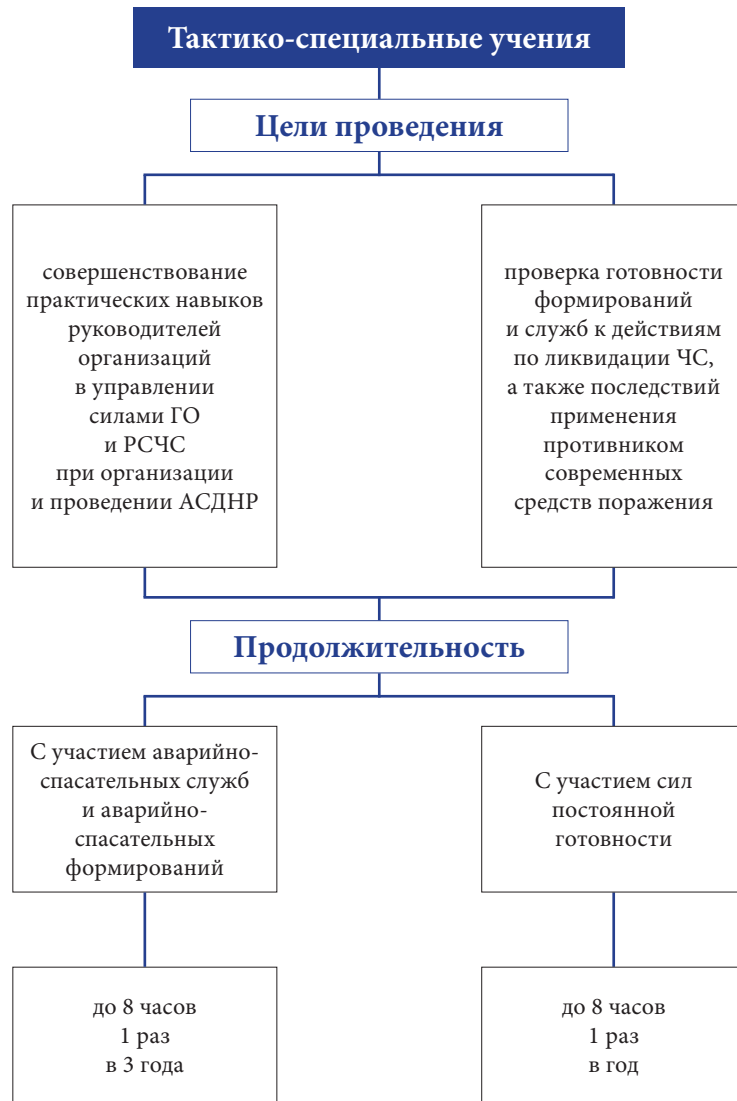 Тактико-специальные учения
Цели проведения
совершенствование
практических навыков
руководителей
организаций
в управлении
силами ГО
и РСЧС
при организации
и проведении АСДНР
проверка готовности
формирований
и служб к действиям
по ликвидации ЧС,
а также последствий
применения
противником
современных
средств поражения
Продолжительность
С участием аварийно-
спасательных служб
и аварийно-
спасательных
формирований
С участием сил
постоянной
готовности
до 8 часов
1 раз
в 3 года
до 8 часов
1 раз
в год